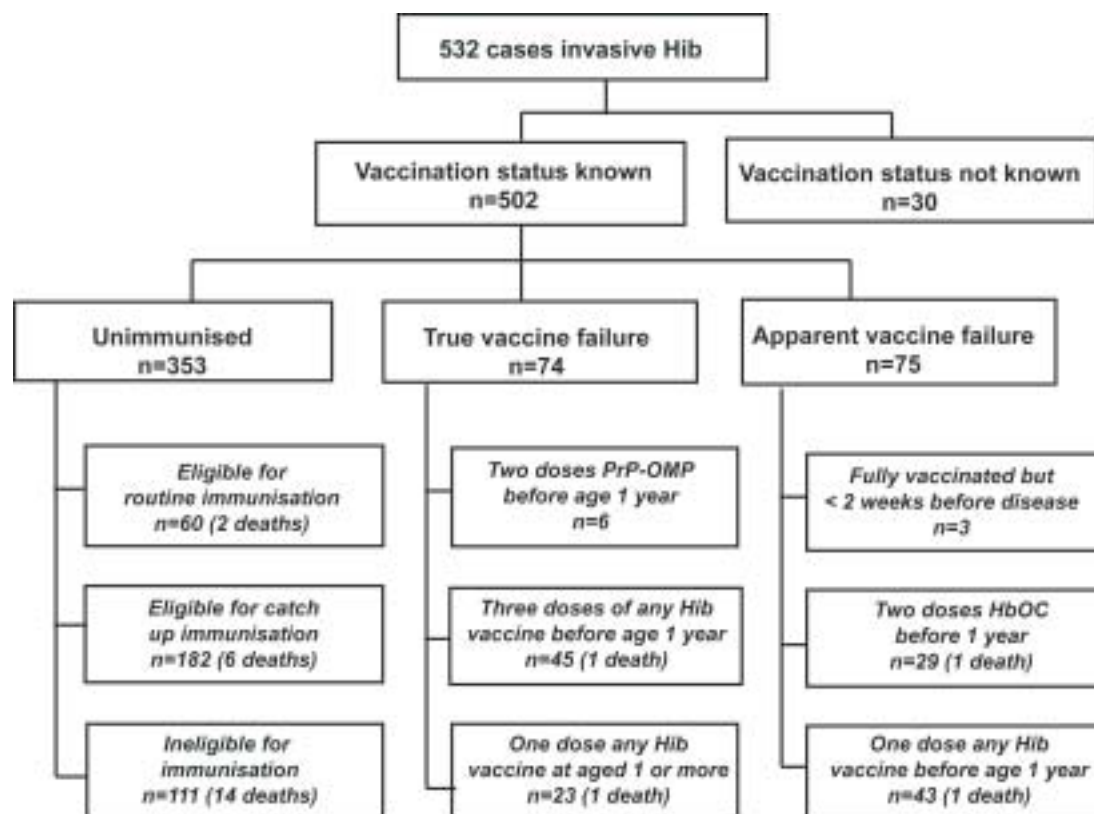 532 cases invasive Hib
Vaccination status known
n=502
Vaccination status not known
n=30
Unimmunised
n=353
True vaccine failure
n=74
Apparent vaccine failure
n=75
Eligible for
routine immunisation
n=60 (2 deaths)
Two doses PrP-OMP
before age 1 year
n=6
Fully vaccinated but
< 2 weeks before disease
n=3
Eligible for catch
up immunisation
n=182 (6 deaths)
Three doses of any Hib
vaccine before age 1 year
n=45 (1 death)
Two doses HbOC
before 1 year
n=29 (1 death)
Ineligible for
immunisation
n=111 (14 deaths)
One dose any Hib
vaccine at aged 1 or more
n=23 (1 death)
One dose any Hib
vaccine before age 1 year
n=43 (1 death)